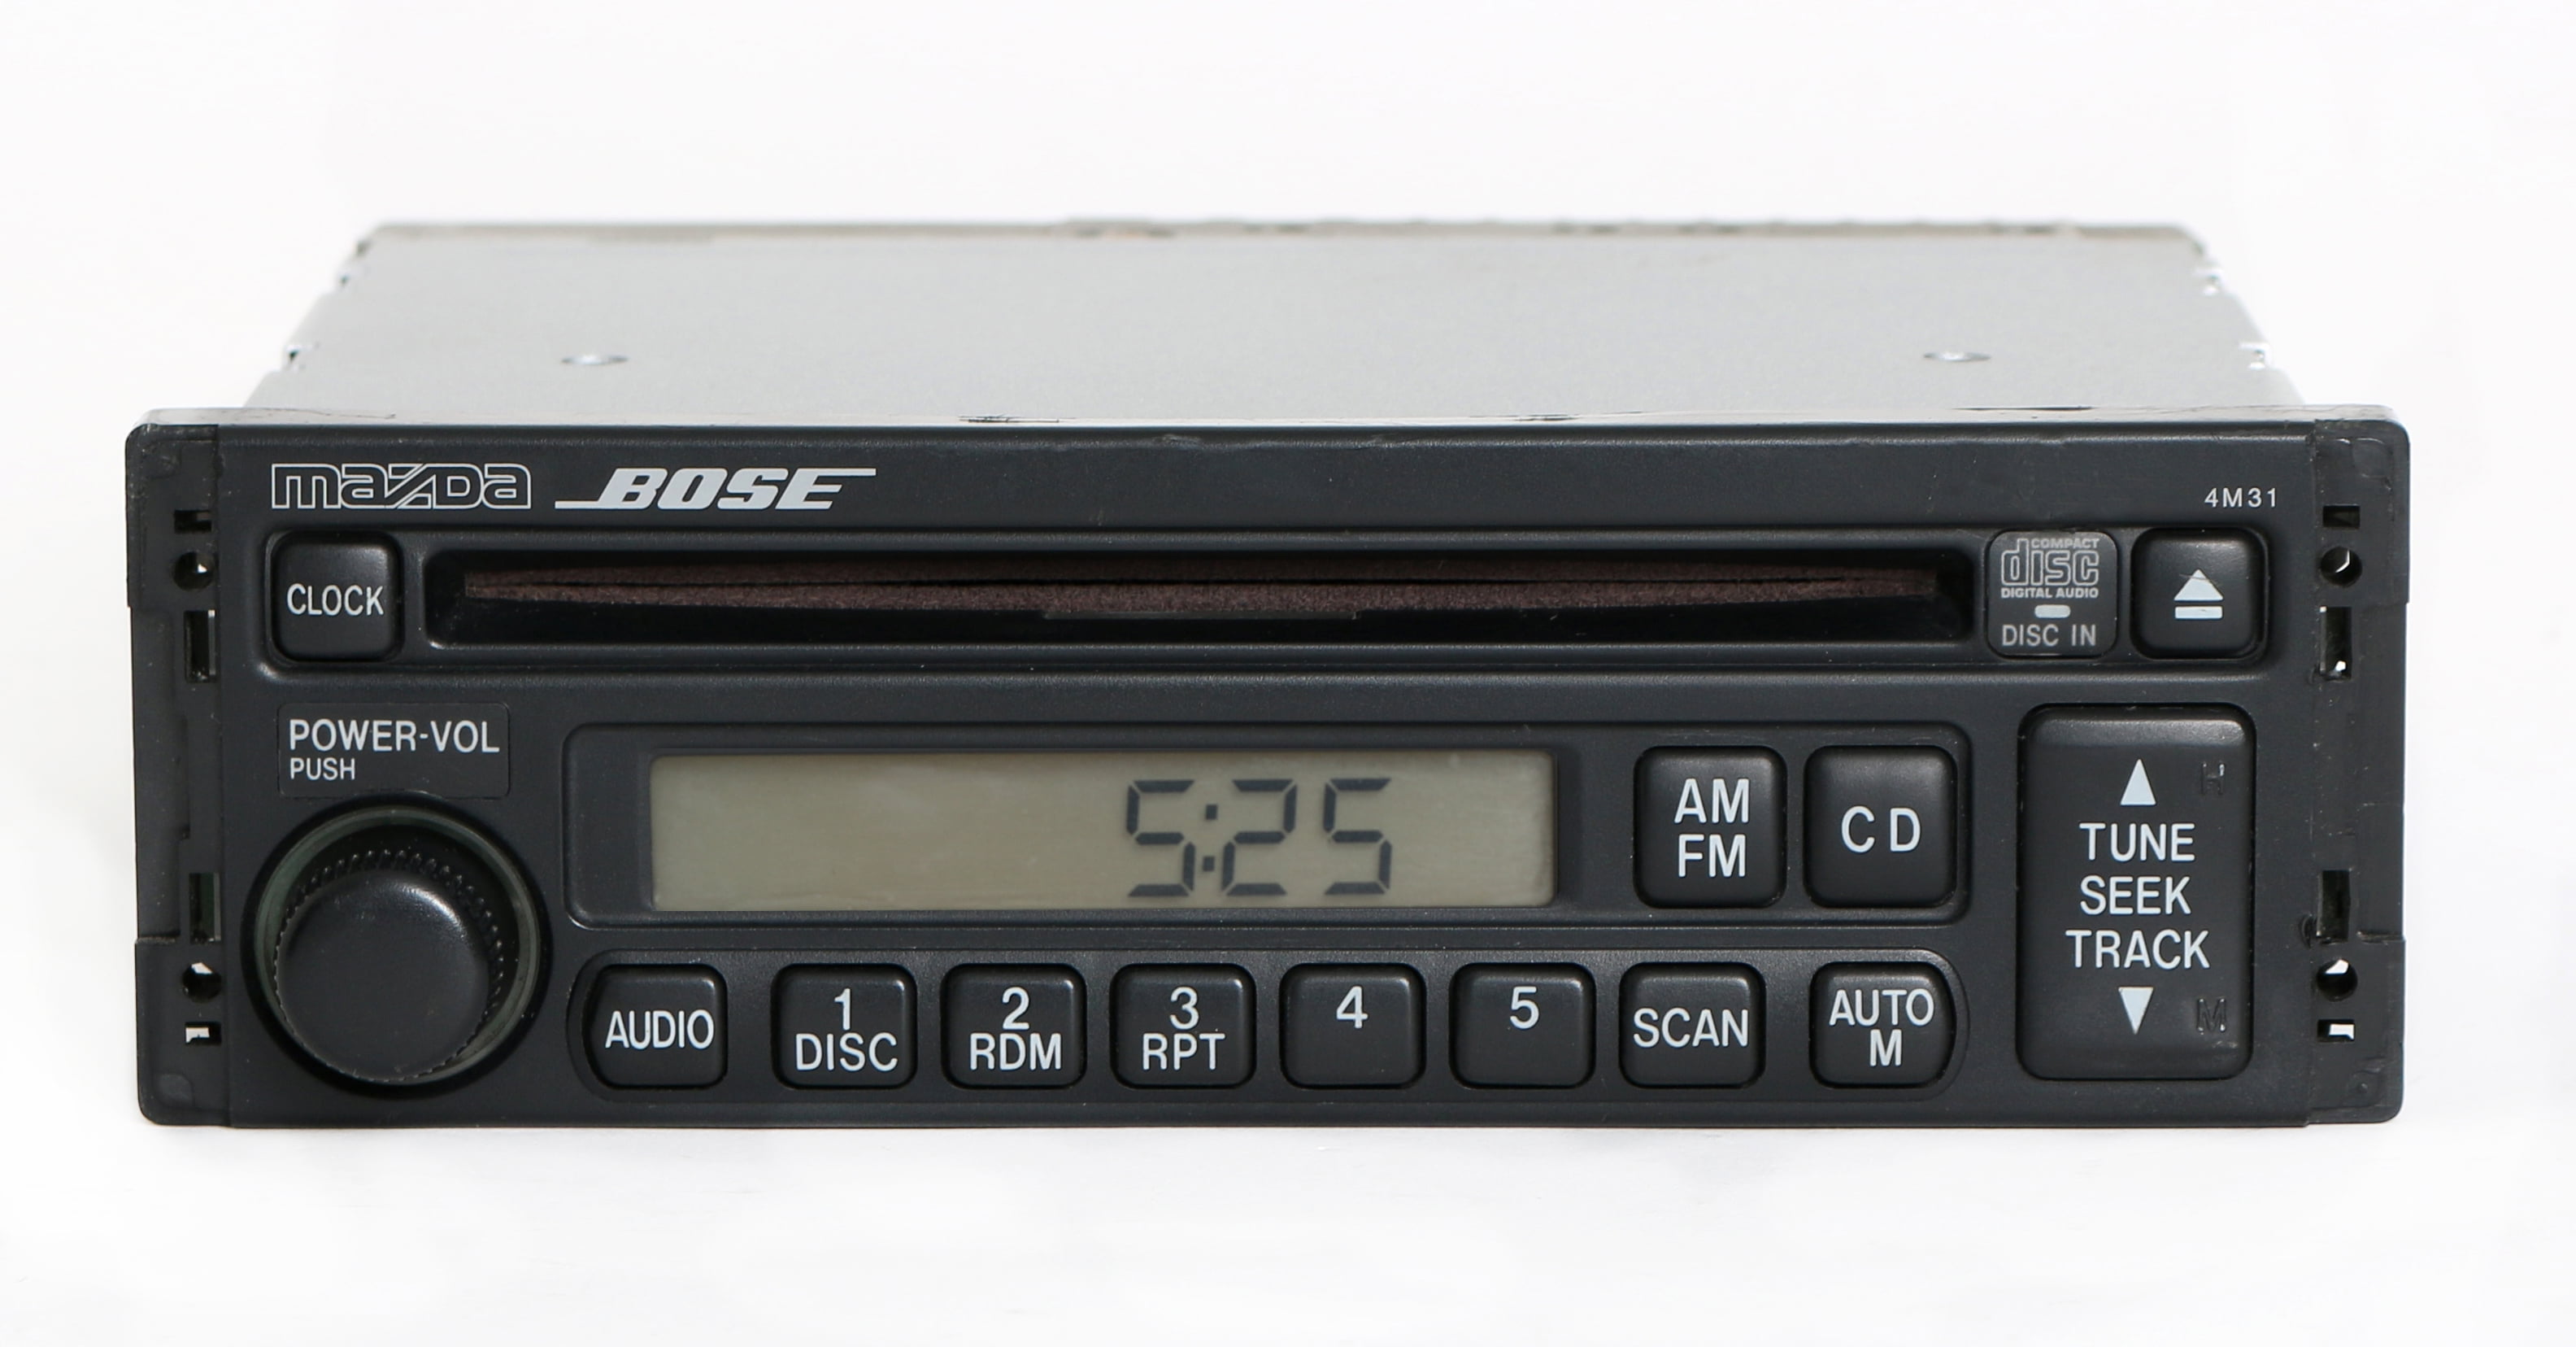 mazda BOSE
4M31
CLOCK
COMPACT
disc
DIGITAL AUDIO
DISC IN
POWER-VOL
PUSH
5:25
AM
FM
CD
H
TUNE
SEEK
TRACK
M
AUDIO
1
DISC
2
RDM
3
RPT
4
5
SCAN
AUTO
M